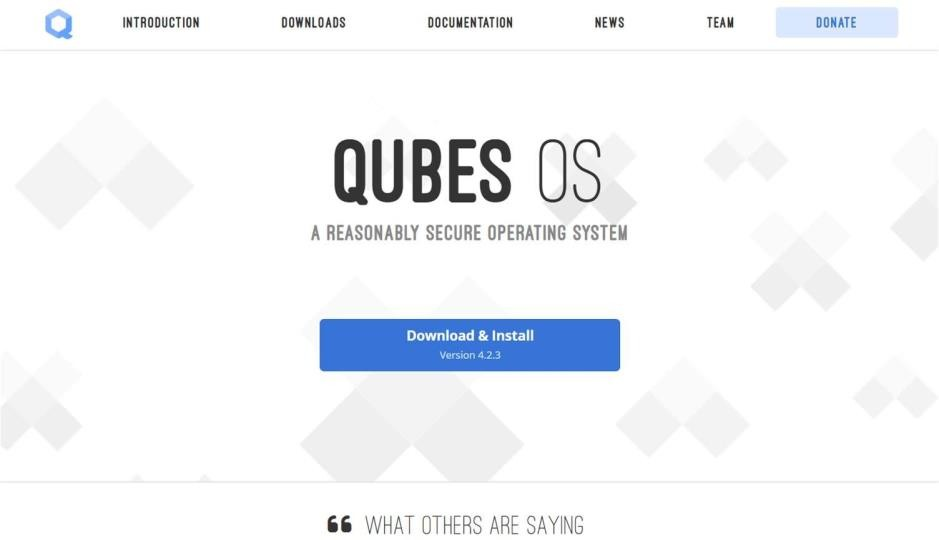 INTRODUCTION DOWNLOADS DOCUMENTATION NEWS TEAM DONATE
QUBES OS
A REASONABLY SECURE OPERATING SYSTEM
Download & Install
Version 4.2.3
WHAT OTHERS ARE SAYING